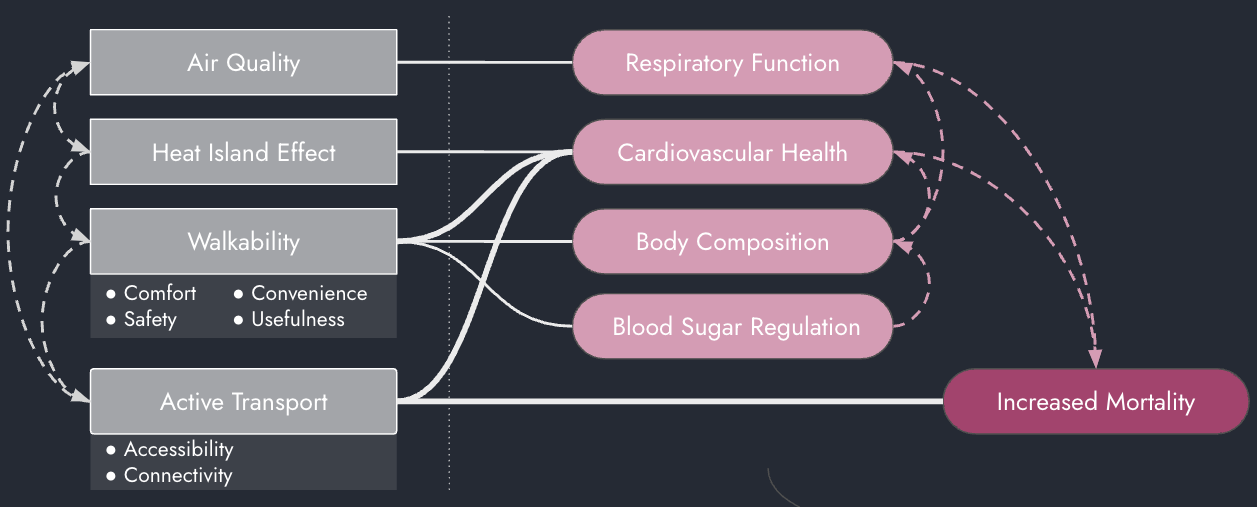 Air Quality
Respiratory Function
Heat Island Effect
Cardiovascular Health
Walkability
Body Composition
● Comfort ● Convenience
● Safety ● Usefulness
Blood Sugar Regulation
Active Transport
Increased Mortality
● Accessibility
● Connectivity